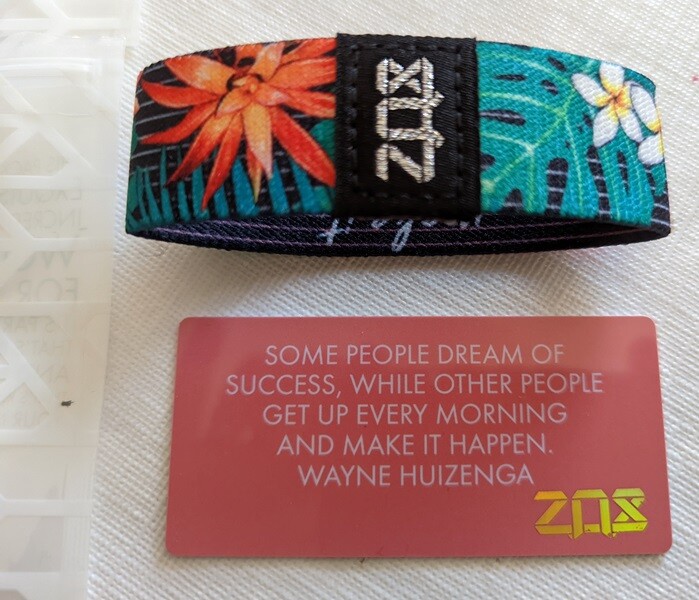 ZOX
SOME PEOPLE DREAM OF
SUCCESS, WHILE OTHER PEOPLE
GET UP EVERY MORNING
AND MAKE IT HAPPEN.
WAYNE HUIZENGA
ZOX